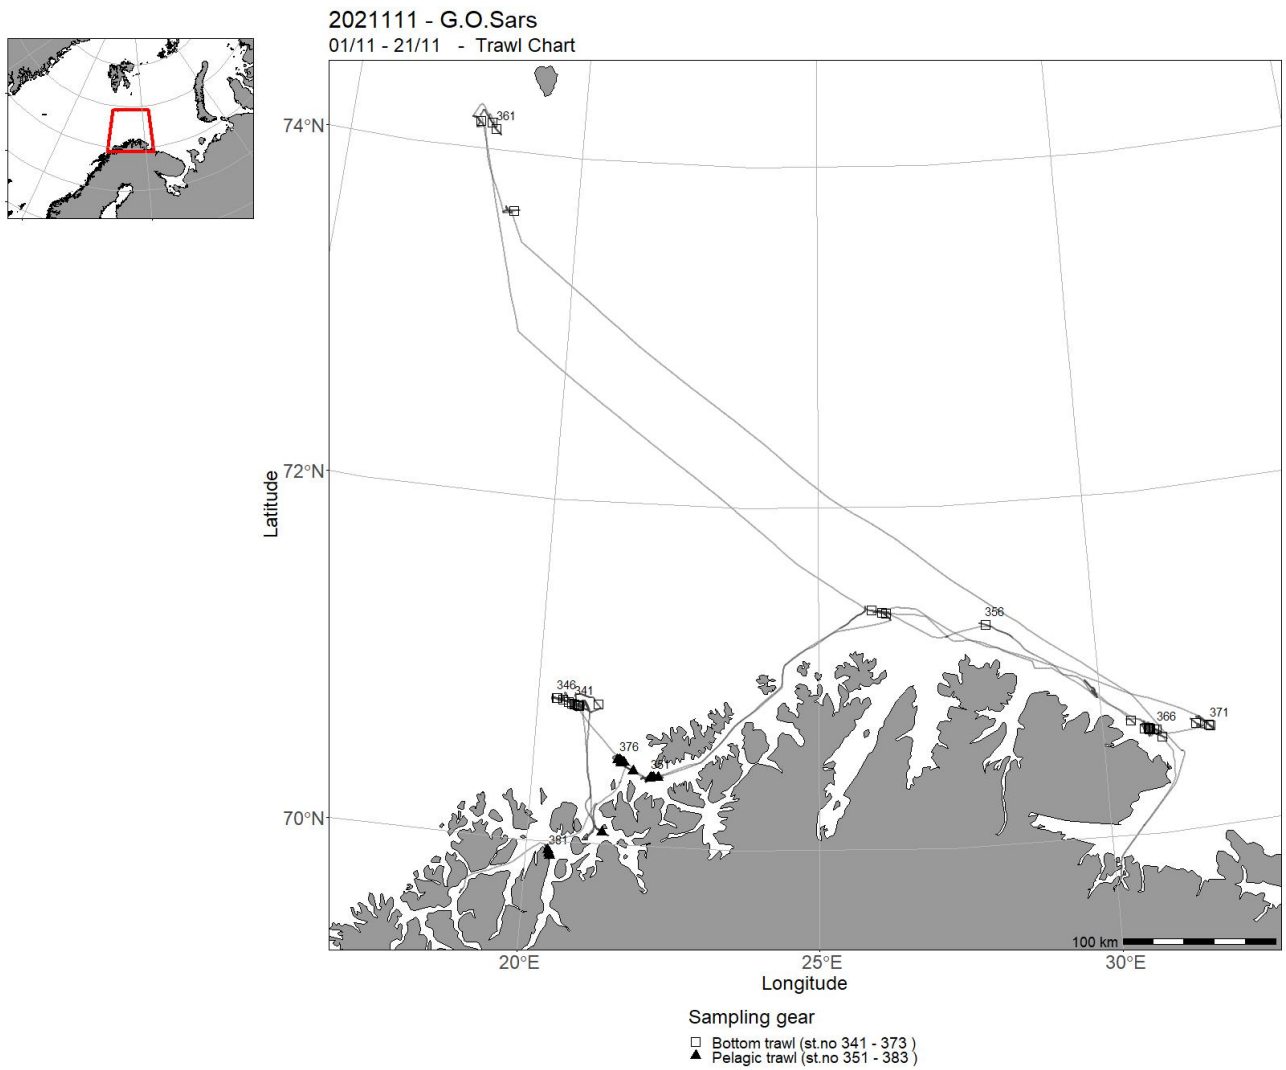 2021111 - G.O.Sars
01/11 - 21/11 - Trawl Chart
361
74°N
72°N
Latitude
356
346
341
366
371
376
351
70°N
381
100 km
20°E
25°E
30°E
Longitude
Sampling gear
Bottom trawl (st.no 341 - 373 )
Pelagic trawl (st.no 351 - 383 )